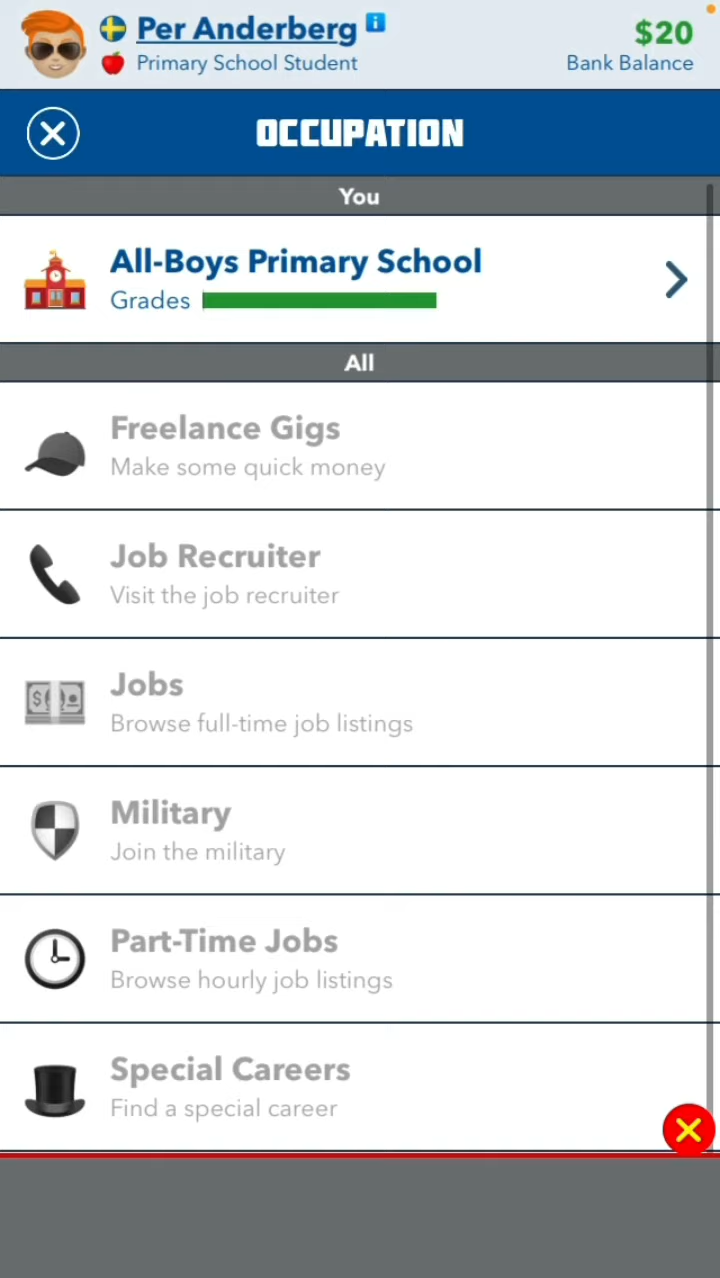 Per Anderberg
$20
Primary School Student
Bank Balance
OCCUPATION
You
All-Boys Primary School
Grades
All
Freelance Gigs
Make some quick money
Job Recruiter
Visit the job recruiter
Jobs
Browse full-time job listings
Military
Join the military
Part-Time Jobs
Browse hourly job listings
Special Careers
Find a special career